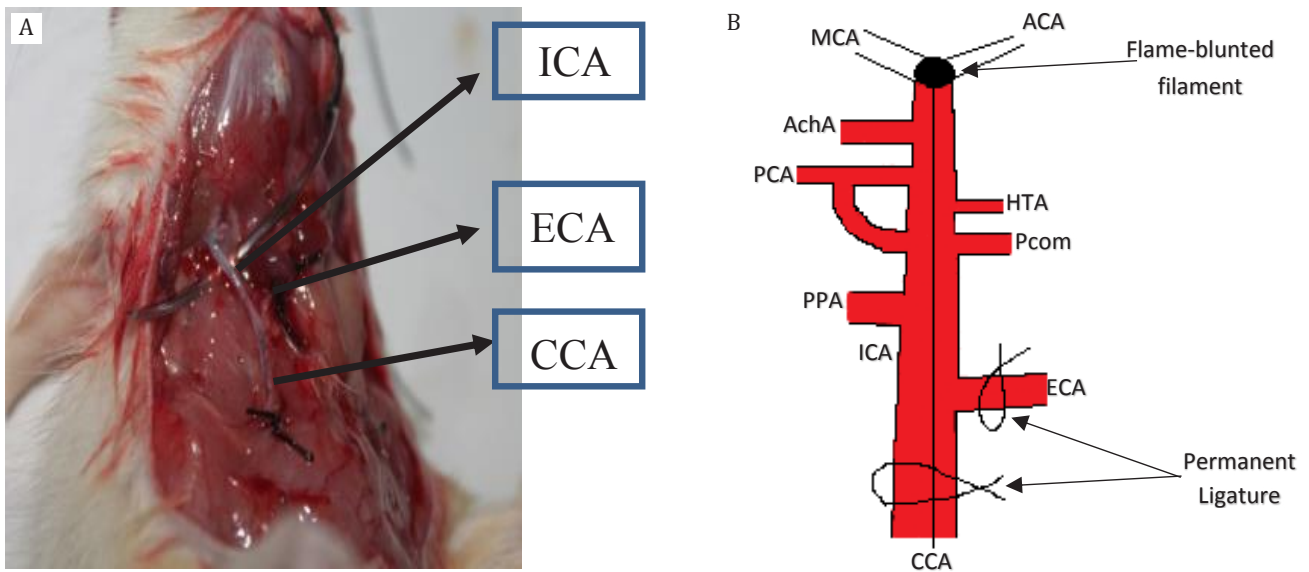 A
ICA
ECA
CCA
B
MCA
ACA
Flame-blunted
filament
AchA
PCA
HTA
Pcom
PPA
ICA
ECA
Permanent
Ligature
CCA